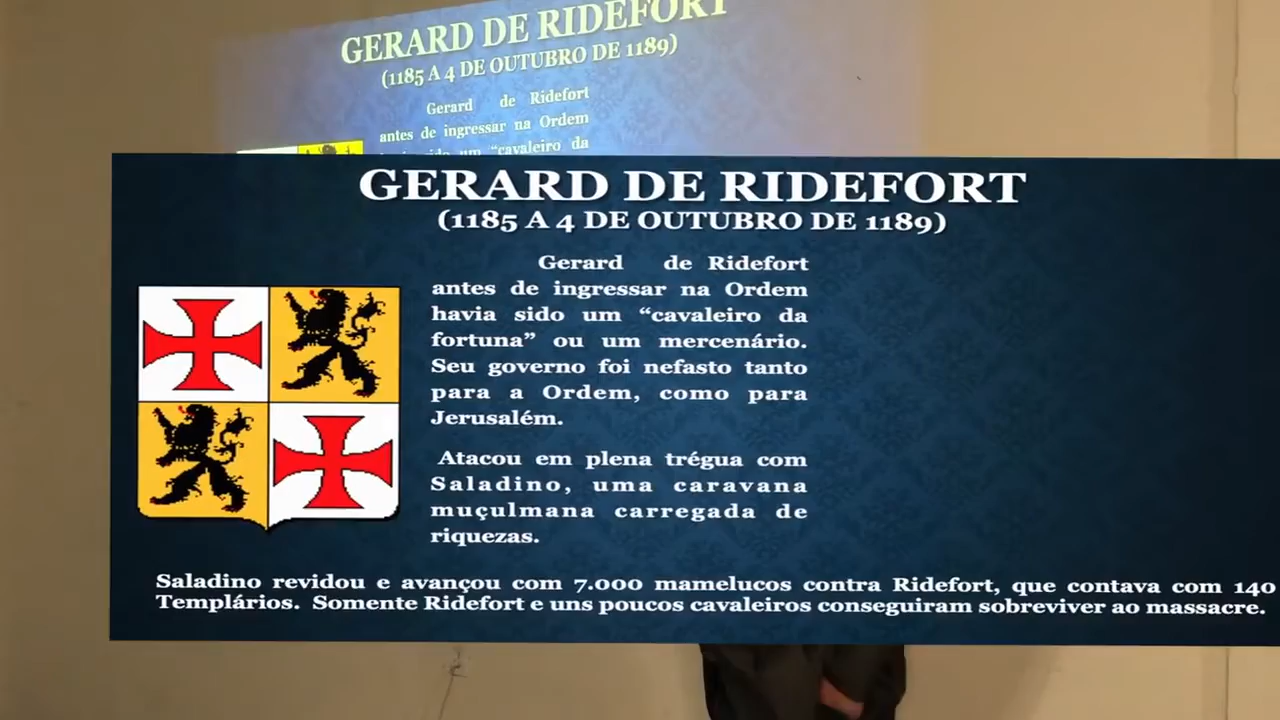 GERARD DE RIDEFORT
(1185 A 4 DE OUTUBRO DE 1189)
Gerard de Ridefort
antes de ingressar na Ordem
um “cavaleiro da
GERARD DE RIDEFORT
(1185 A 4 DE OUTUBRO DE 1189)
Gerard de Ridefort
antes de ingressar na Ordem
havia sido um “cavaleiro da
fortuna” ou um mercenário.
Seu governo foi nefasto tanto
para a Ordem, como para
Jerusalém.
Atacou em plena trégua com
Saladino, uma caravana
muçulmana carregada de
riquezas.
Saladino revidou e avançou com 7.000 mamelucos contra Ridefort, que contava com 140
Templários. Somente Ridefort e uns poucos cavaleiros conseguiram sobreviver ao massacre.